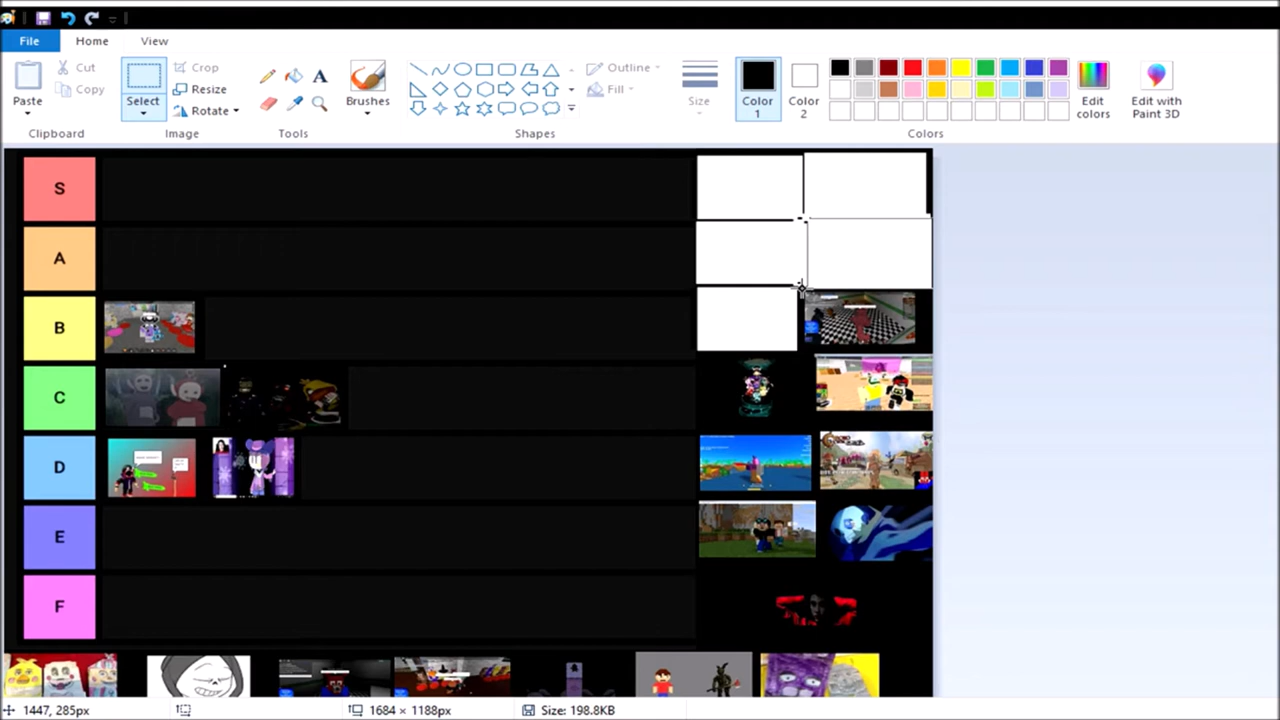 File Home View
Paste
Cut
Copy
Clipboard
Select
Crop
Resize
Rotate
Image
A
Tools
Brushes
Outline
Fill
Shapes
Size
Color 1
Color 2
Edit colors
Edit with Paint 3D
Colors
S
A
B
C
D
E
F
1447, 285px
1684 × 1188px
Size: 198.8KB